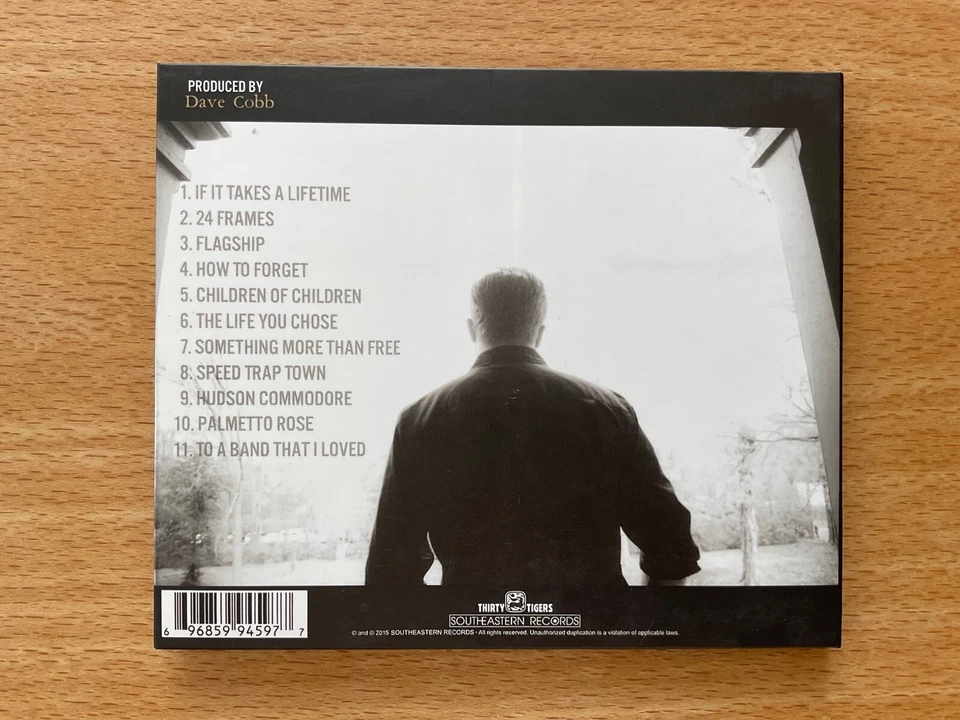 PRODUCED BY
Dave Cobb
1. IF IT TAKES A LIFETIME
2. 24 FRAMES
3. FLAGSHIP
4. HOW TO FORGET
5. CHILDREN OF CHILDREN
6. THE LIFE YOU CHOSE
7. SOMETHING MORE THAN FREE
8. SPEED TRAP TOWN
9. HUDSON COMMODORE
10. PALMETTO ROSE
11. TO A BAND THAT I LOVED
6 96859 94597 7
THIRTY TIGERS
SOUTHEASTERN RECORDS
© and ℗ 2015 SOUTHEASTERN RECORDS - All rights reserved. Unauthorized duplication is a violation of applicable laws.